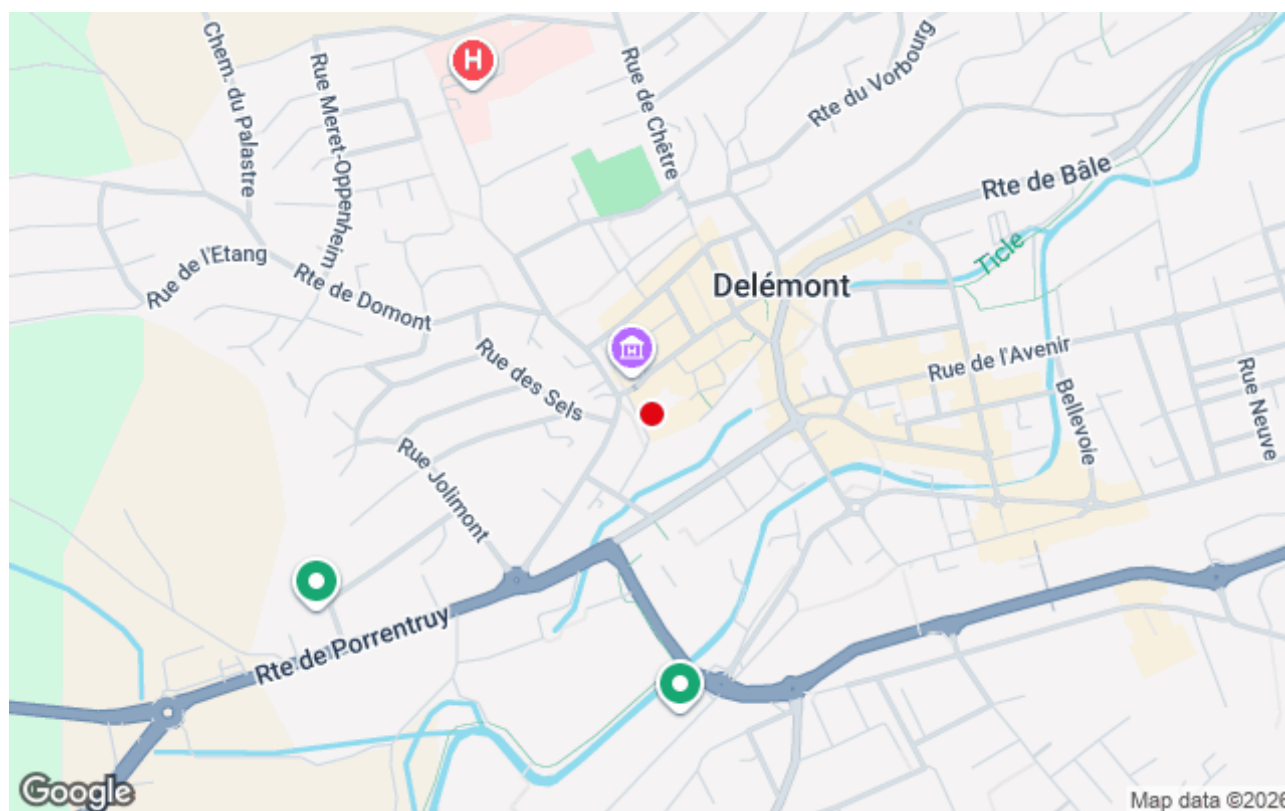 Chem. du Palastre
Rue Meret-Oppenheim
H
Rue de Chêtre
Rte du Vorbourg
Rte de Bâle
Rue de l'Etang
Rte de Domont
Ticle
Delémont
Rue des Sels
Rue de l'Avenir
Bellevoie
Rue Neuve
Rue Jolimont
Rte de Porrentruy
Google
Map data ©2026